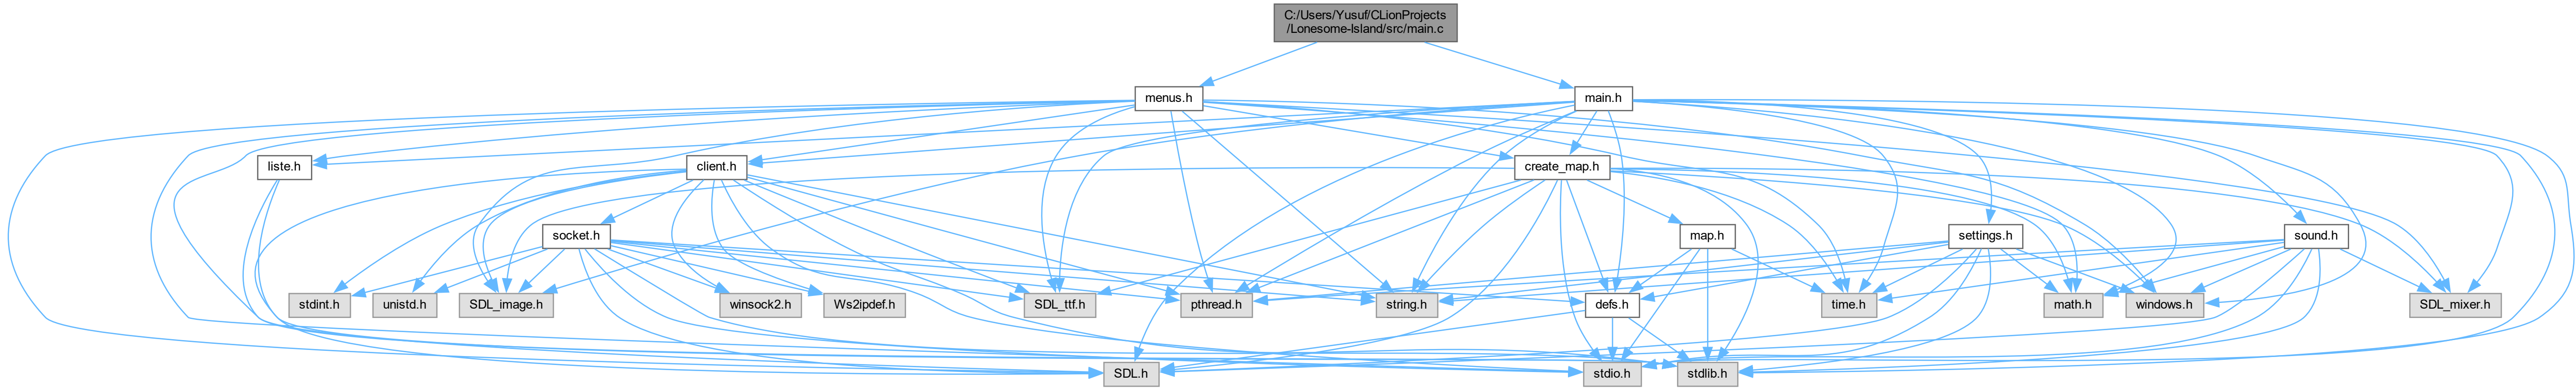 C:/Users/Yusuf/CLionProjects
/Lonesome-Island/src/main.c
menus.h
main.h
liste.h
client.h
create_map.h
socket.h
map.h
settings.h
sound.h
stdint.h
unistd.h
SDL_image.h
winsock2.h
Ws2ipdef.h
SDL_ttf.h
pthread.h
string.h
defs.h
time.h
math.h
windows.h
SDL_mixer.h
SDL.h
stdio.h
stdlib.h